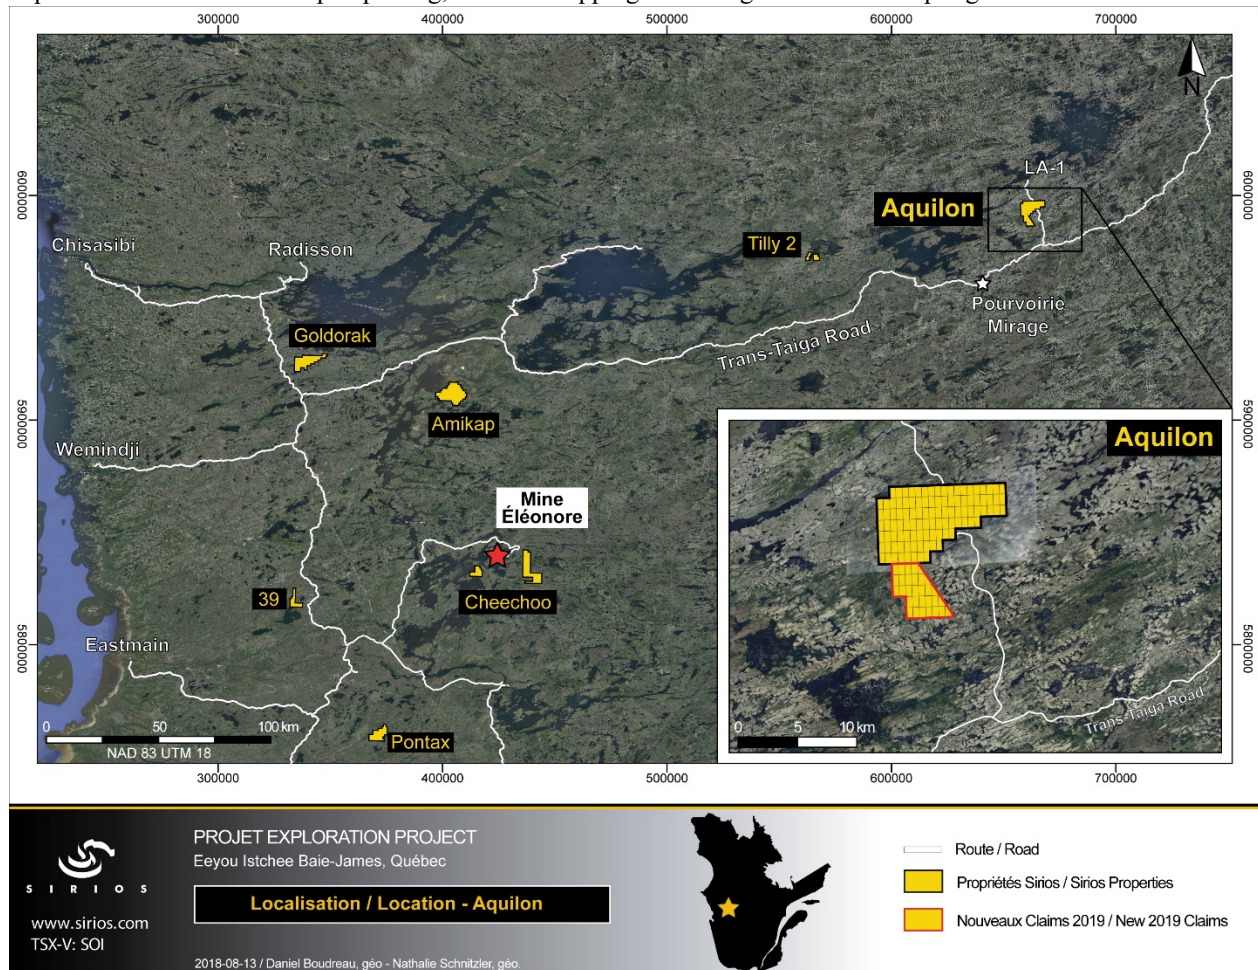 300000
400000
500000
600000
700000
N
6000000
6000000
LA-1
Aquilon
Chisasibi
Radisson
Tilly 2
Pourvoirie
Mirage
Goldorak
Trans-Taiga Road
Amikap
5900000
5900000
Wemindji
Aquilon
Mine
Éléonore
39
Cheechoo
Eastmain
5800000
5800000
0
50
100 km
NAD 83 UTM 18
Pontax
0
5
10 km
Trans-Taiga Road
300000
400000
500000
600000
700000
SIRIOS
www.sirios.com
TSX-V: SOI
PROJET EXPLORATION PROJECT
Eeyou Istchee Baie-James, Québec
Localisation / Location - Aquilon
2018-08-13 / Daniel Boudreau, géo - Nathalie Schnitzler, géo.
Route / Road
Propriétés Sirios / Sirios Properties
Nouveaux Claims 2019 / New 2019 Claims